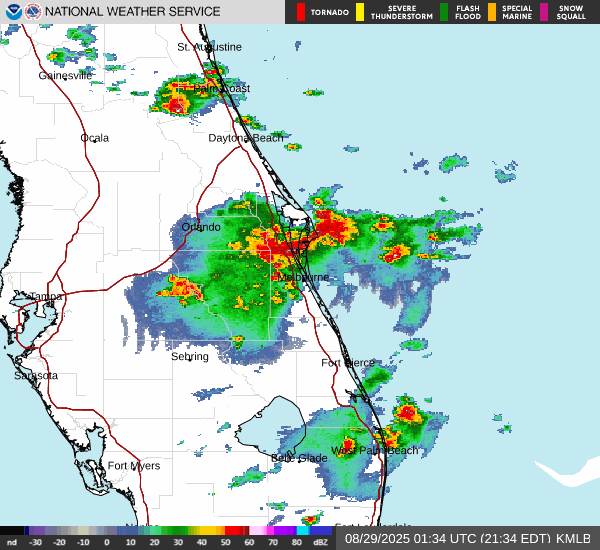 NATIONAL WEATHER SERVICE
TORNADO
SEVERE THUNDERSTORM
FLASH FLOOD
SPECIAL MARINE
SNOW SQUALL
St. Augustine
Gainesville
Palm Coast
Ocala
Daytona Beach
Orlando
Melbourne
Tampa
Sebring
Fort Pierce
Sarasota
West Palm Beach
Belle Glade
Fort Myers
Fort Lauderdale
nd -30 -20 -10 0 10 20 30 40 50 60 70 80 dBZ
08/29/2025 01:34 UTC (21:34 EDT) KMLB